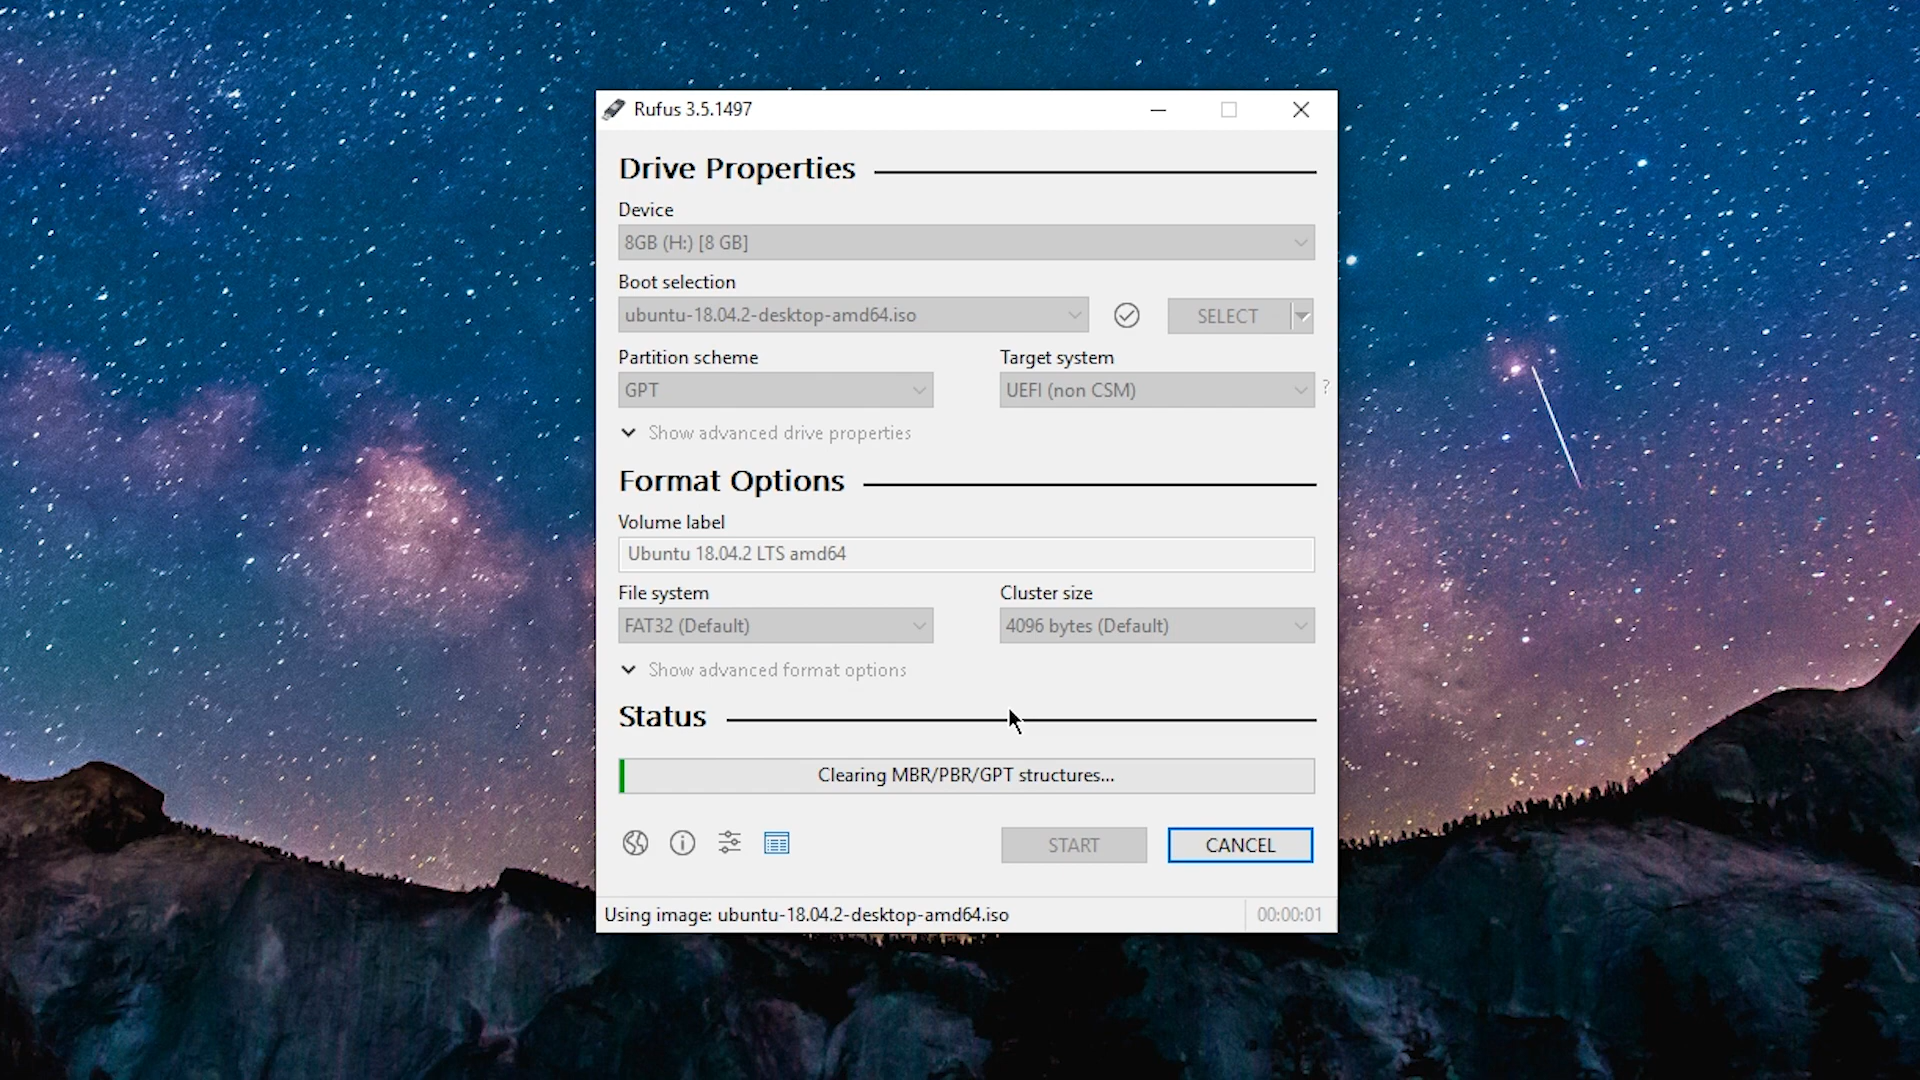 Rufus 3.5.1497
Drive Properties
Device
8GB (H:) [8 GB]
Boot selection
ubuntu-18.04.2-desktop-amd64.iso
SELECT
Partition scheme
Target system
GPT
UEFI (non CSM)
?
Show advanced drive properties
Format Options
Volume label
Ubuntu 18.04.2 LTS amd64
File system
Cluster size
FAT32 (Default)
4096 bytes (Default)
Show advanced format options
Status
Clearing MBR/PBR/GPT structures...
START
CANCEL
Using image: ubuntu-18.04.2-desktop-amd64.iso
00:00:01